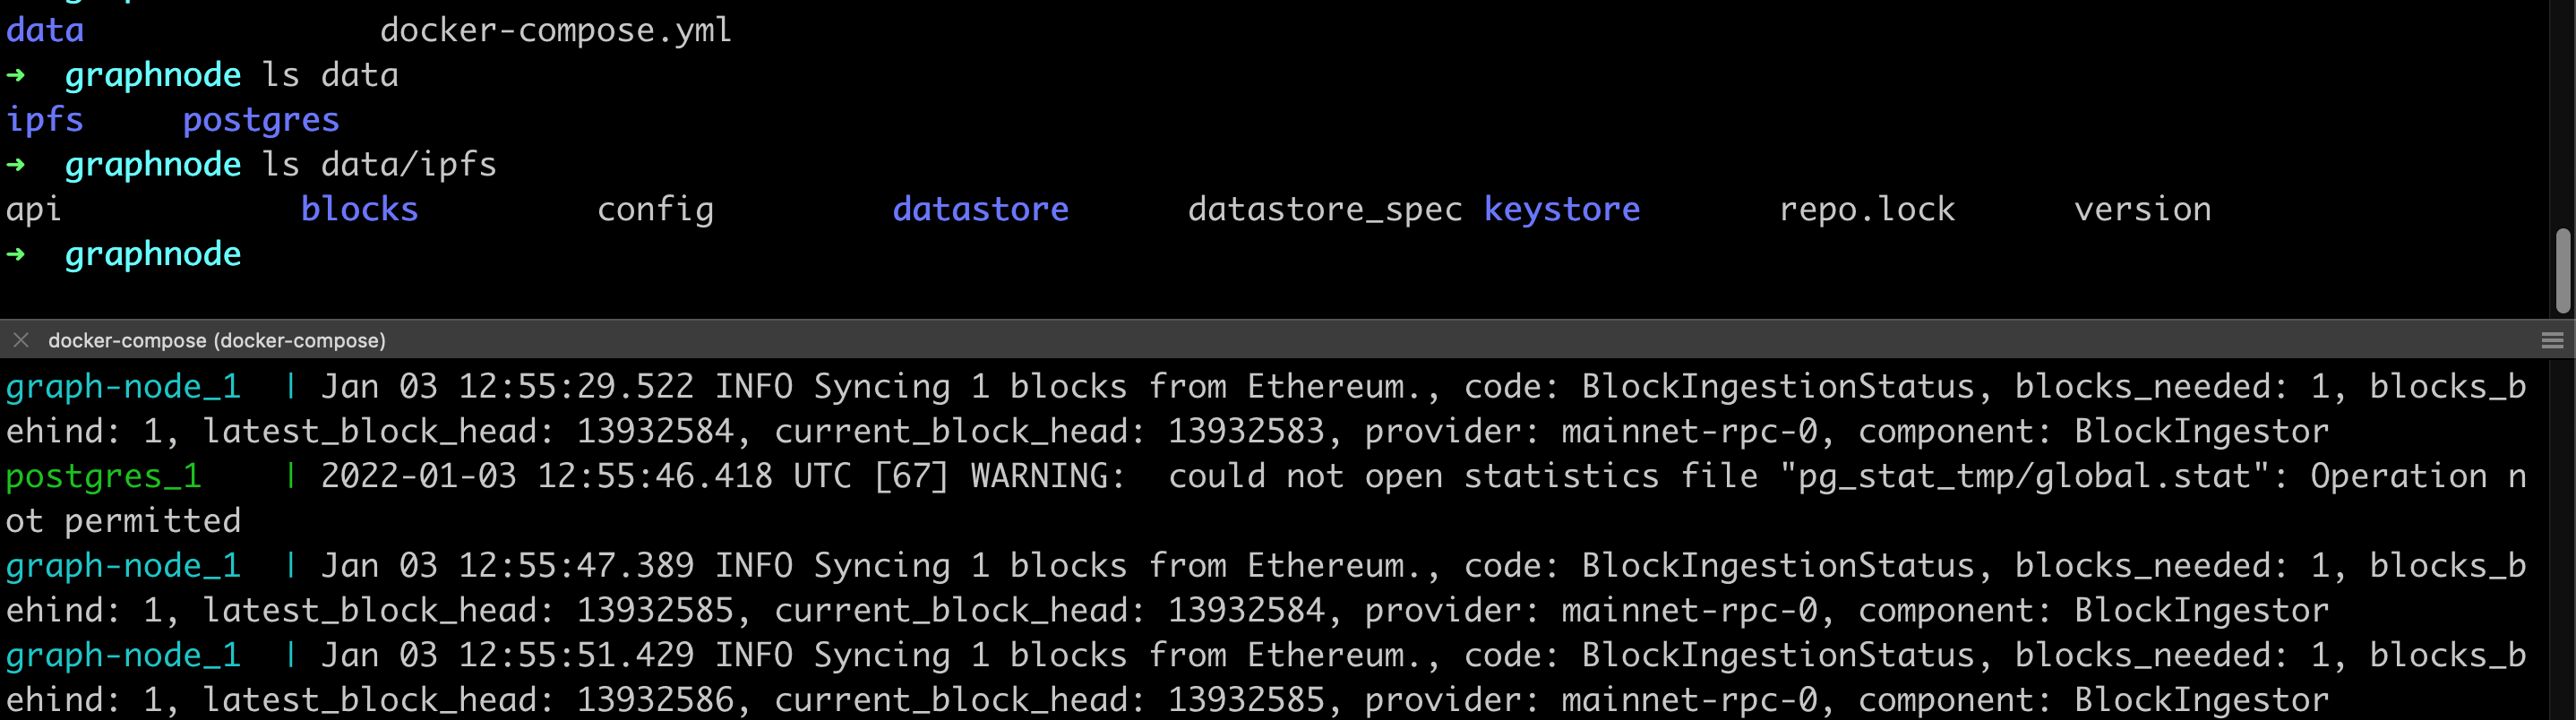 data docker-compose.yml
➜ graphnode ls data
ipfs postgres
➜ graphnode ls data/ipfs
api blocks config datastore datastore_spec keystore repo.lock version
➜ graphnode
docker-compose (docker-compose)
graph-node_1 | Jan 03 12:55:29.522 INFO Syncing 1 blocks from Ethereum., code: BlockIngestionStatus, blocks_needed: 1, blocks_b
ehind: 1, latest_block_head: 13932584, current_block_head: 13932583, provider: mainnet-rpc-0, component: BlockIngestor
postgres_1 | 2022-01-03 12:55:46.418 UTC [67] WARNING:  could not open statistics file "pg_stat_tmp/global.stat": Operation n
ot permitted
graph-node_1 | Jan 03 12:55:47.389 INFO Syncing 1 blocks from Ethereum., code: BlockIngestionStatus, blocks_needed: 1, blocks_b
ehind: 1, latest_block_head: 13932585, current_block_head: 13932584, provider: mainnet-rpc-0, component: BlockIngestor
graph-node_1 | Jan 03 12:55:51.429 INFO Syncing 1 blocks from Ethereum., code: BlockIngestionStatus, blocks_needed: 1, blocks_b
ehind: 1, latest_block_head: 13932586, current_block_head: 13932585, provider: mainnet-rpc-0, component: BlockIngestor